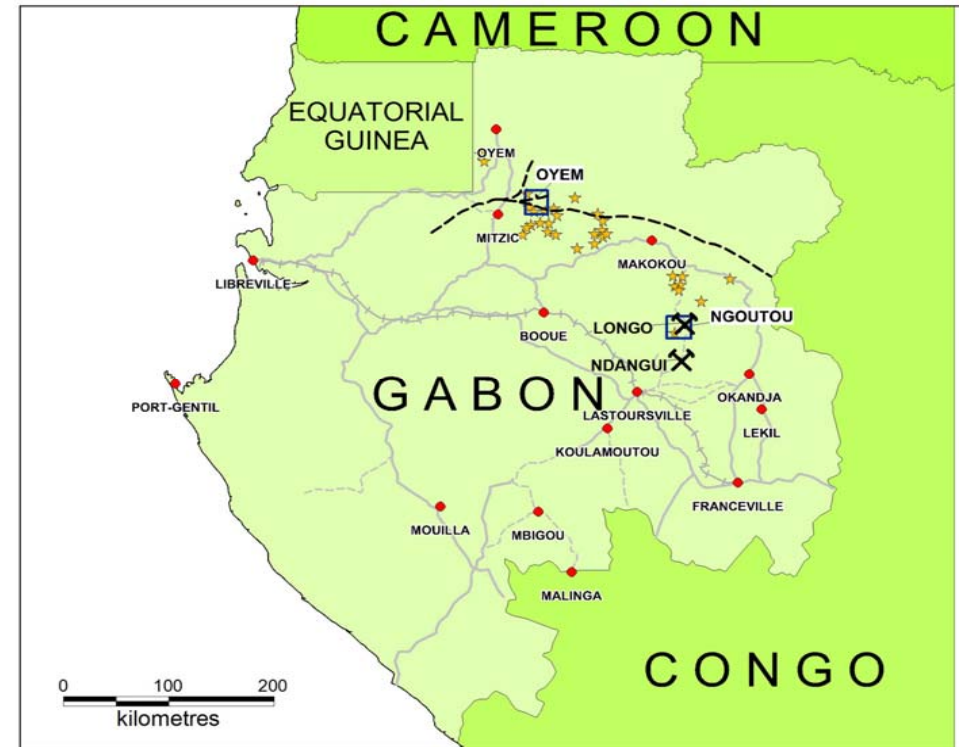 CAMEROON
EQUATORIAL
GUINEA
OYEM
OYEM
MITZIC
MAKOKOU
LIBREVILLE
NGOUTOU
LONGO
BOOUE
NDANGUI
GABON
PORT-GENTIL
OKANDJA
LASTOURSVILLE
LEKIL
KOULAMOUTOU
FRANCEVILLE
MOUILLA
MBIGOU
MALINGA
CONGO
0 100 200
kilometres